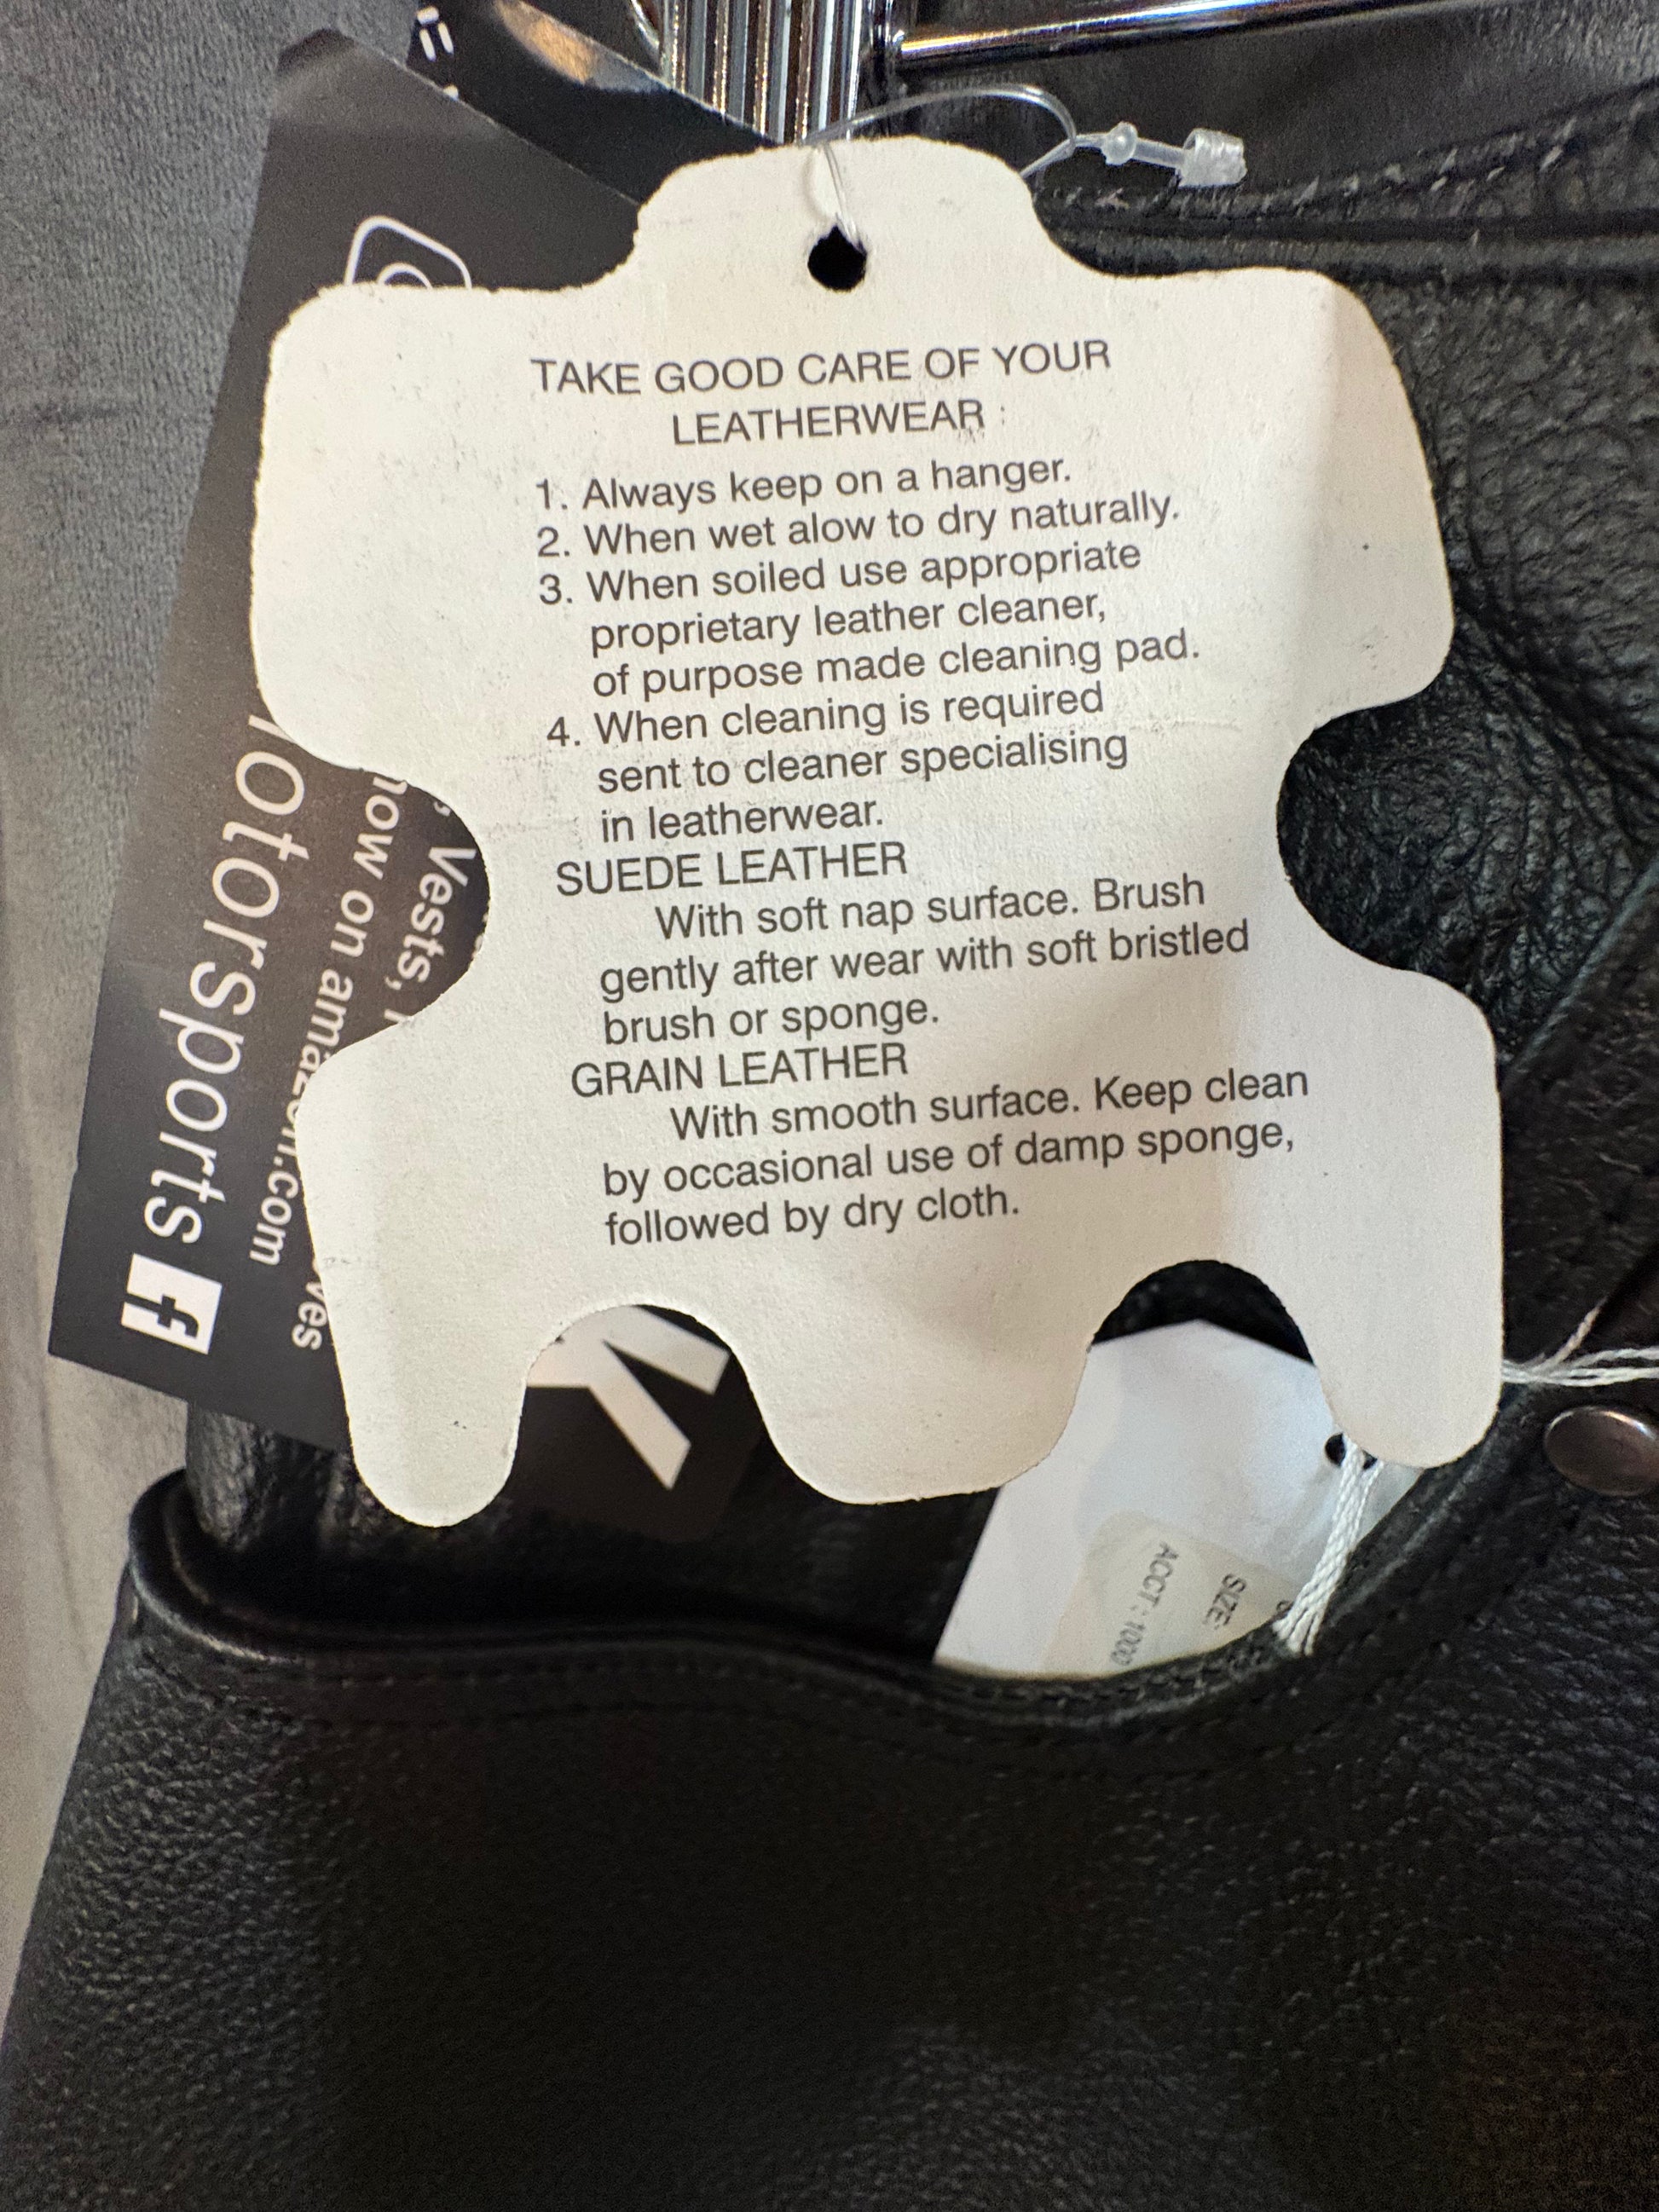 TAKE GOOD CARE OF YOUR
LEATHERWEAR :
1. Always keep on a hanger.
2. When wet alow to dry naturally.
3. When soiled use appropriate
proprietary leather cleaner,
of purpose made cleaning pad.
4. When cleaning is required
sent to cleaner specialising
in leatherwear.
SUEDE LEATHER
With soft nap surface. Brush
gently after wear with soft bristled
brush or sponge.
GRAIN LEATHER
With smooth surface. Keep clean
by occasional use of damp sponge,
followed by dry cloth.
Vests,
now on
otorsports f
SIZE:
ACCT : 1000